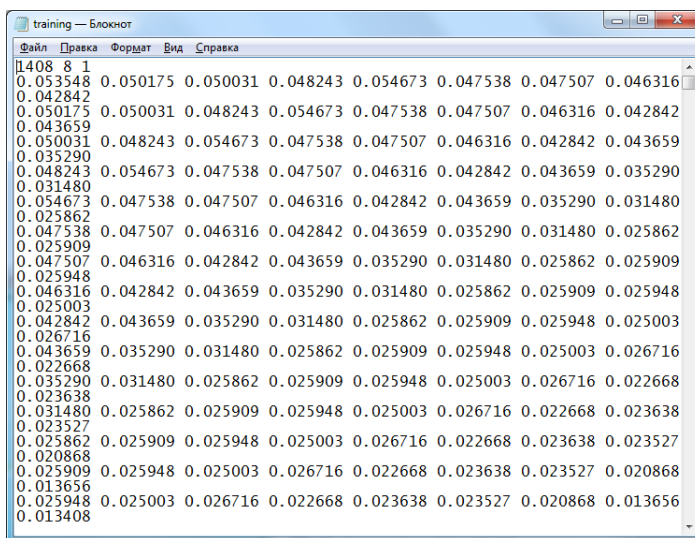 training — Блокнот
Файл Правка Формат Вид Справка
1408 8 1
0.053548 0.050175 0.050031 0.048243 0.054673 0.047538 0.047507 0.046316
0.042842
0.050175 0.050031 0.048243 0.054673 0.047538 0.047507 0.046316 0.042842
0.043659
0.050031 0.048243 0.054673 0.047538 0.047507 0.046316 0.042842 0.043659
0.035290
0.048243 0.054673 0.047538 0.047507 0.046316 0.042842 0.043659 0.035290
0.031480
0.054673 0.047538 0.047507 0.046316 0.042842 0.043659 0.035290 0.031480
0.025862
0.047538 0.047507 0.046316 0.042842 0.043659 0.035290 0.031480 0.025862
0.025909
0.047507 0.046316 0.042842 0.043659 0.035290 0.031480 0.025862 0.025909
0.025948
0.046316 0.042842 0.043659 0.035290 0.031480 0.025862 0.025909 0.025948
0.025003
0.042842 0.043659 0.035290 0.031480 0.025862 0.025909 0.025948 0.025003
0.026716
0.043659 0.035290 0.031480 0.025862 0.025909 0.025948 0.025003 0.026716
0.022668
0.035290 0.031480 0.025862 0.025909 0.025948 0.025003 0.026716 0.022668
0.023638
0.031480 0.025862 0.025909 0.025948 0.025003 0.026716 0.022668 0.023638
0.023527
0.025862 0.025909 0.025948 0.025003 0.026716 0.022668 0.023638 0.023527
0.020868
0.025909 0.025948 0.025003 0.026716 0.022668 0.023638 0.023527 0.020868
0.013656
0.025948 0.025003 0.026716 0.022668 0.023638 0.023527 0.020868 0.013656
0.013408